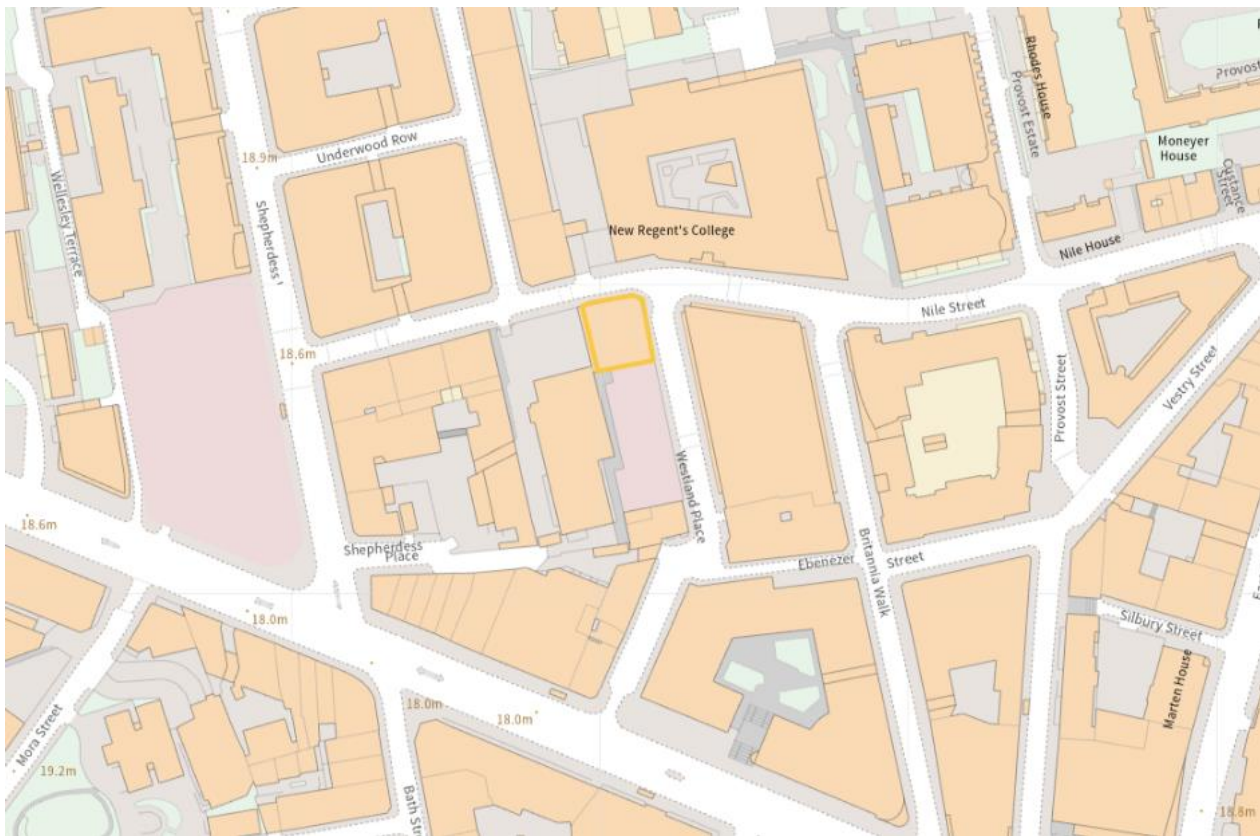 Rhodes House
Provost Estate
Moneyer
House
Custance
Street
Underwood Row
18.9m
Wellesley Terrace
Shepherdess
New Regent's College
Nile House
Nile Street
18.6m
Provost Street
Vestry Street
Westland Place
18.6m
Shepherdess
Place
Ebenezer Street
Britannia Walk
Silbury Street
18.0m
Marten House
18.0m
18.0m
Mora Street
19.2m
Bath
18.8m